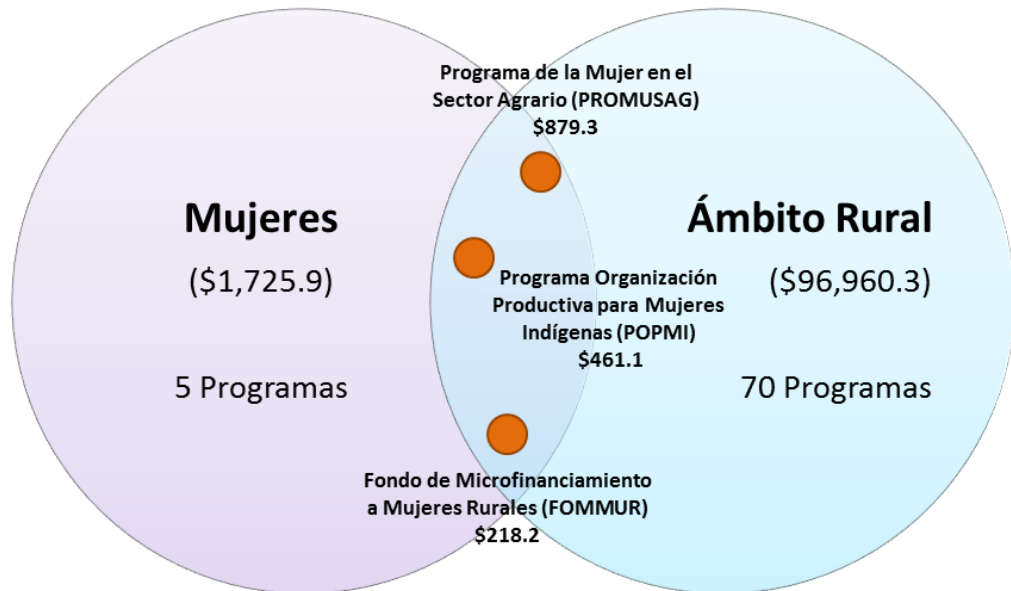 Programa de la Mujer en el
Sector Agrario (PROMUSAG)
$879.3
Mujeres
($1,725.9)
5 Programas
Ámbito Rural
($96,960.3)
70 Programas
Programa Organización
Productiva para Mujeres
Indígenas (POPMI)
$461.1
Fondo de Microfinanciamiento
a Mujeres Rurales (FOMMUR)
$218.2